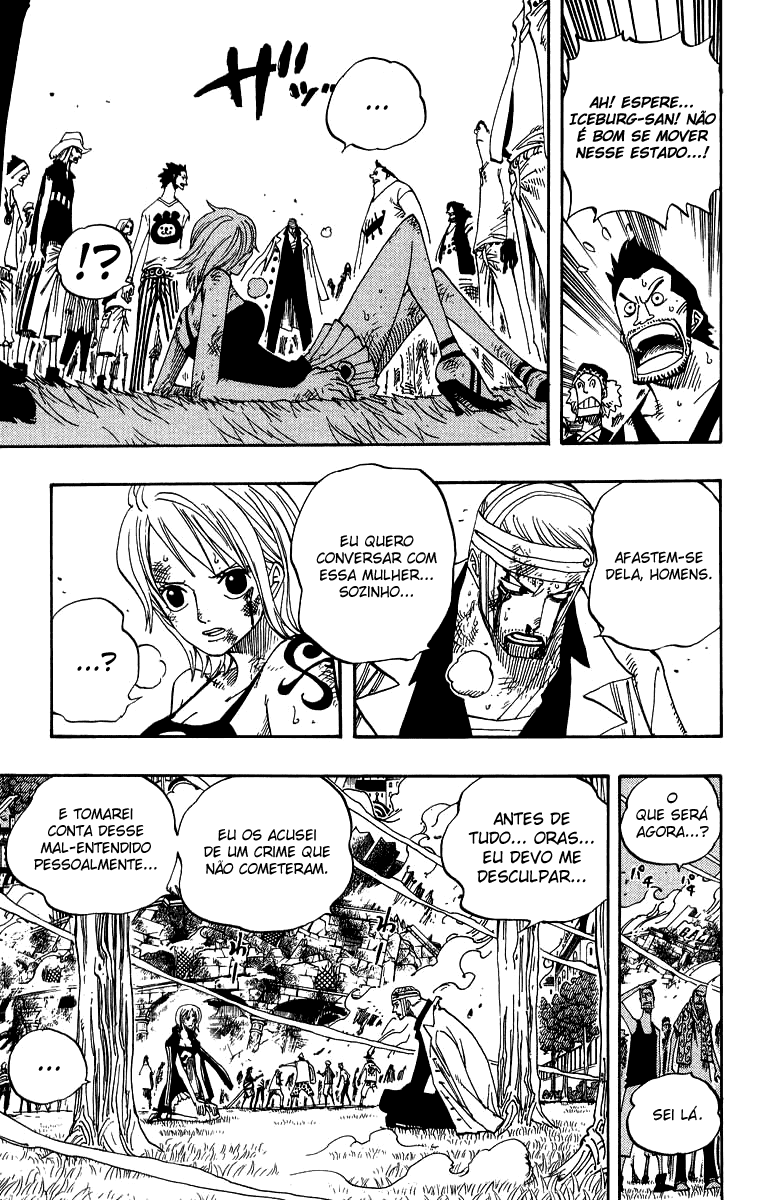 AH! ESPERE...
ICEBURG-SAN! NÃO
É BOM SE MOVER
NESSE ESTADO...!
ザザッ
...
!?
AFASTEM-SE
DELA, HOMENS.
EU QUERO
CONVERSAR COM
ESSA MULHER...
SOZINHO...
...?
O
QUE SERÁ
AGORA...?
SEI LÁ.
ANTES DE
TUDO... ORAS...
EU DEVO ME
DESCULPAR...
EU OS ACUSEI
DE UM CRIME QUE
NÃO COMETERAM.
E TOMAREI
CONTA DESSE
MAL-ENTENDIDO
PESSOALMENTE...
...